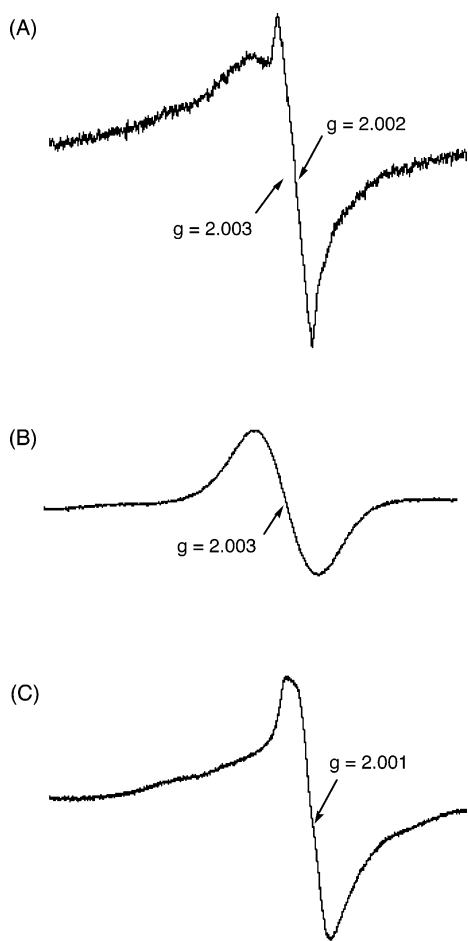 (A)
g = 2.002
g = 2.003
(B)
g = 2.003
(C)
g = 2.001